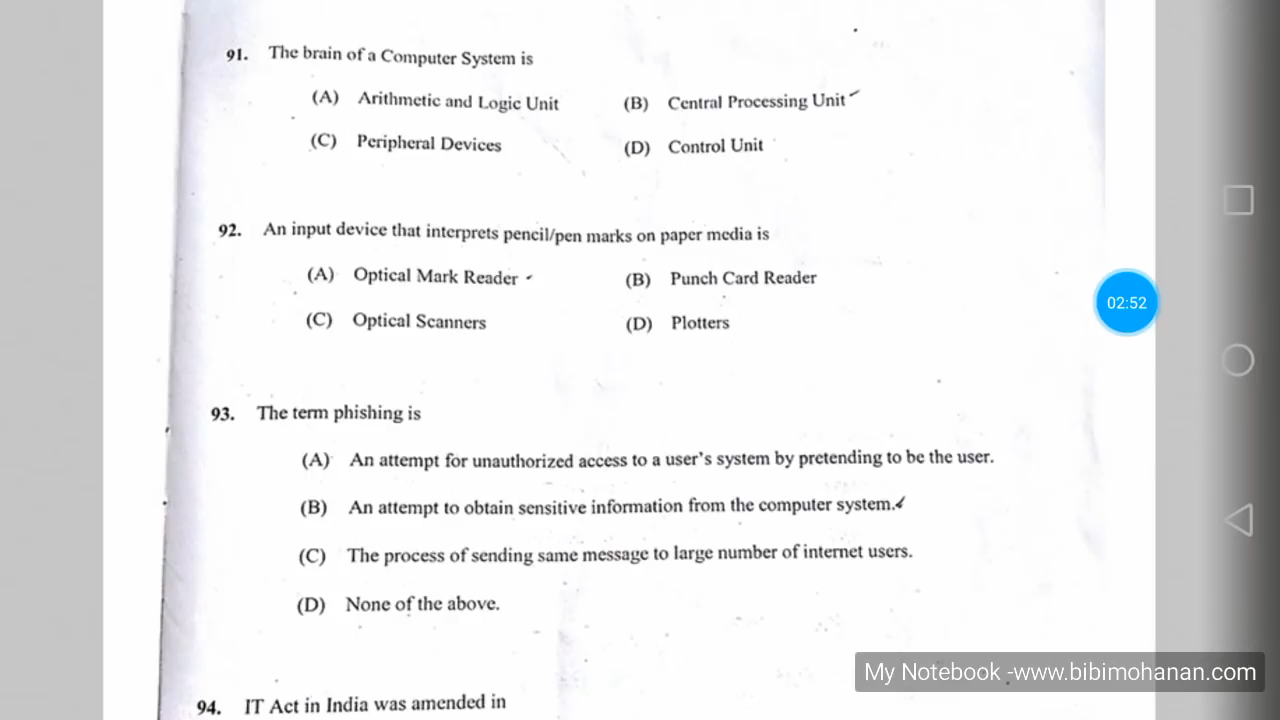 91. The brain of a Computer System is
(A) Arithmetic and Logic Unit (B) Central Processing Unit
(C) Peripheral Devices (D) Control Unit
92. An input device that interprets pencil/pen marks on paper media is
(A) Optical Mark Reader (B) Punch Card Reader
(C) Optical Scanners (D) Plotters
02:52
93. The term phishing is
(A) An attempt for unauthorized access to a user's system by pretending to be the user.
(B) An attempt to obtain sensitive information from the computer system.
(C) The process of sending same message to large number of internet users.
(D) None of the above.
My Notebook -www.bibimohanan.com
94. IT Act in India was amended in